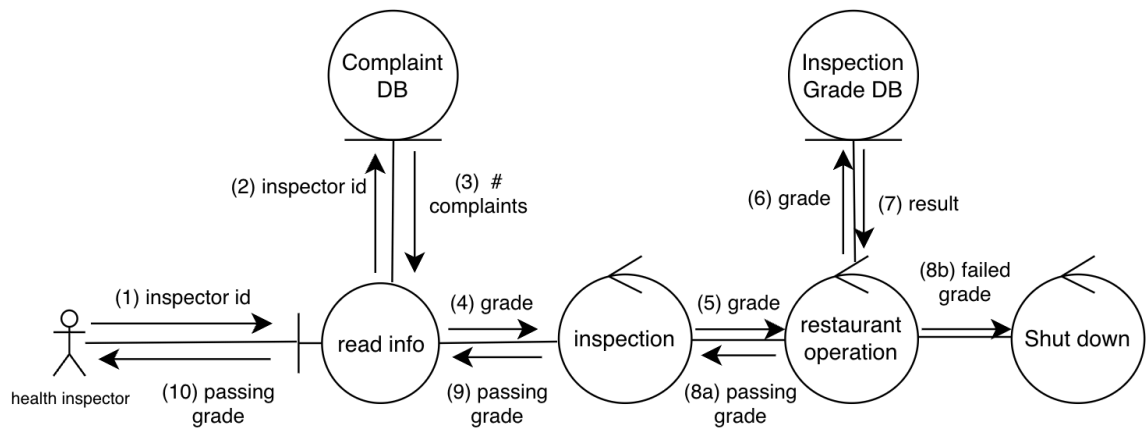 Complaint
DB
Inspection
Grade DB
(2) inspector id
(3) #
complaints
(6) grade
(7) result
(1) inspector id
(4) grade
(5) grade
(8b) failed
grade
read info
inspection
restaurant
operation
Shut down
health inspector
(10) passing
grade
(9) passing
grade
(8a) passing
grade